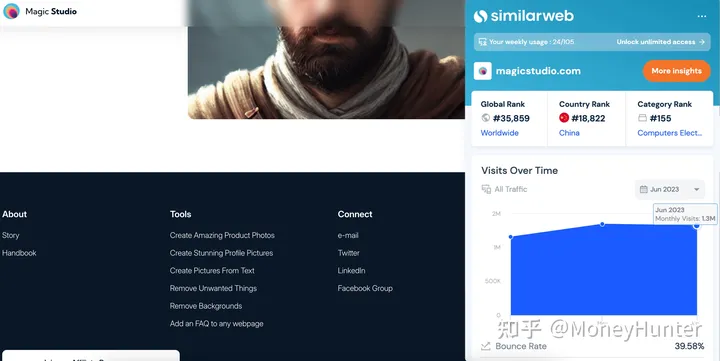 Magic Studio
About
Story
Handbook
Tools
Create Amazing Product Photos
Create Stunning Profile Pictures
Create Pictures From Text
Remove Unwanted Things
Remove Backgrounds
Add an FAQ to any webpage
Connect
e-mail
Twitter
LinkedIn
Facebook Group
similarweb
Your weekly usage : 24/105
Unlock unlimited access →
magicstudio.com
More insights
Global Rank
#35,859
Worldwide
Country Rank
#18,822
China
Category Rank
#155
Computers Elect...
Visits Over Time
All Traffic
Jun 2023
Jun 2023
Monthly Visits: 1.3M
2M
1M
500K
0
Bounce Rate
39.58%
知乎 @MoneyHunter